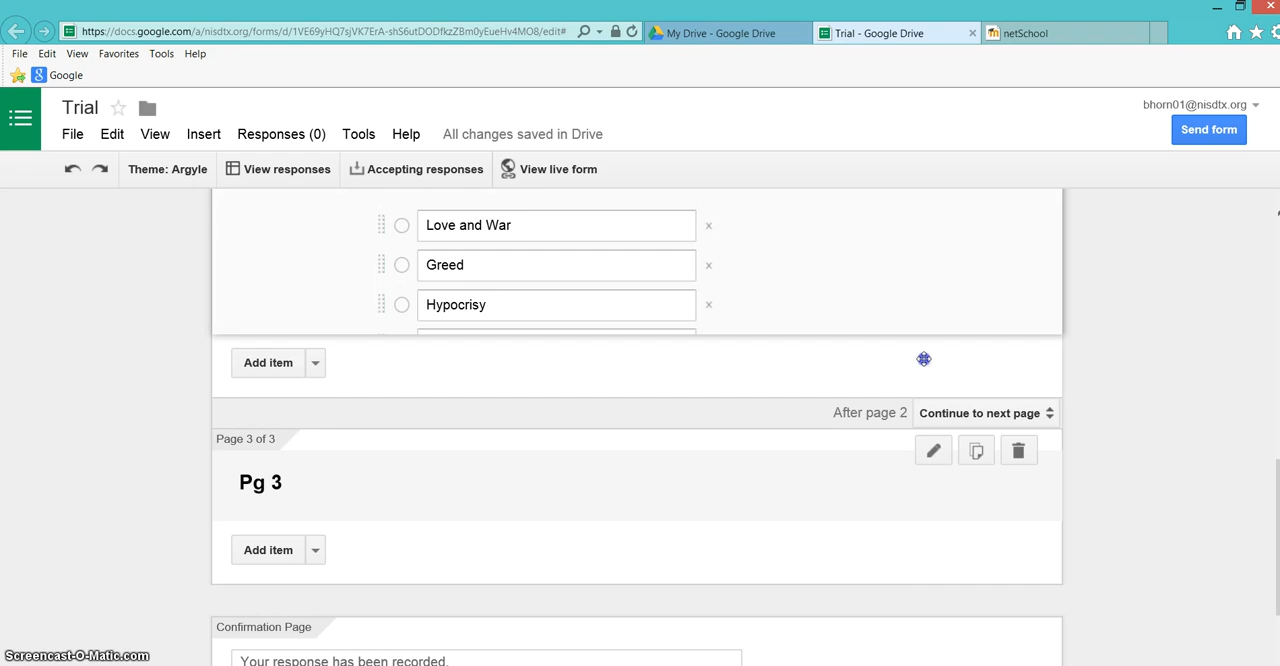 https://docs.google.com/a/nisdtx.org/forms/d/1VE69yHQ7sjVK7ErA-shS6utDODfkzZBm0yEueHv4MO8/edit#
My Drive - Google Drive
Trial - Google Drive
netSchool
File Edit View Favorites Tools Help
Google
Trial
bhorn01@nisdtx.org
File Edit View Insert Responses (0) Tools Help All changes saved in Drive
Send form
Theme: Argyle View responses Accepting responses View live form
Love and War
Greed
Hypocrisy
Add item
After page 2 Continue to next page
Page 3 of 3
Pg 3
Add item
Confirmation Page
Your response has been recorded.
Screencast-O-Matic.com